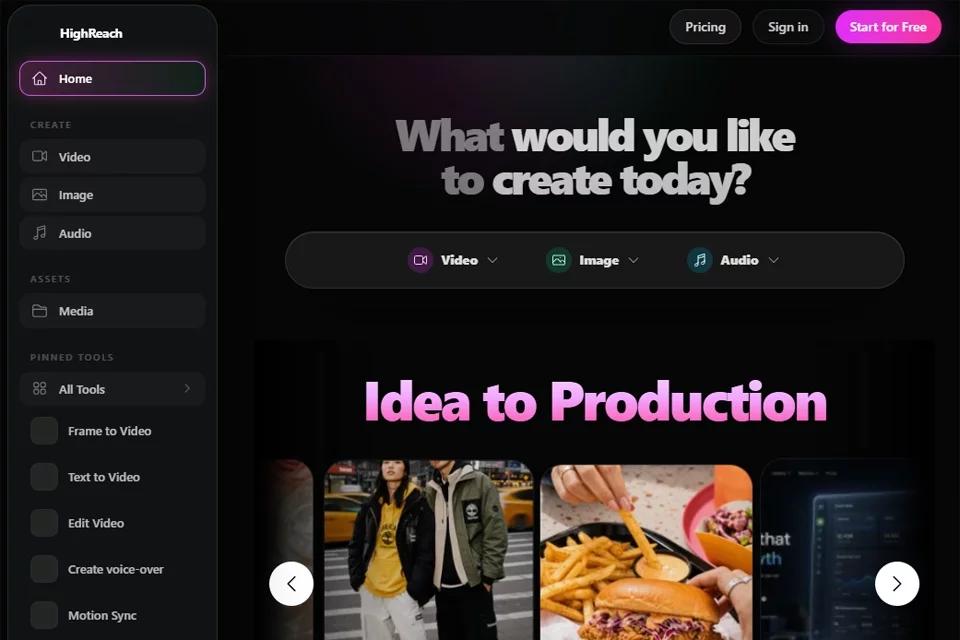 HighReach
Home
CREATE
Video
Image
Audio
ASSETS
Media
PINNED TOOLS
All Tools
Frame to Video
Text to Video
Edit Video
Create voice-over
Motion Sync
Pricing
Sign in
Start for Free
What would you like
to create today?
Video
Image
Audio
Idea to Production
that